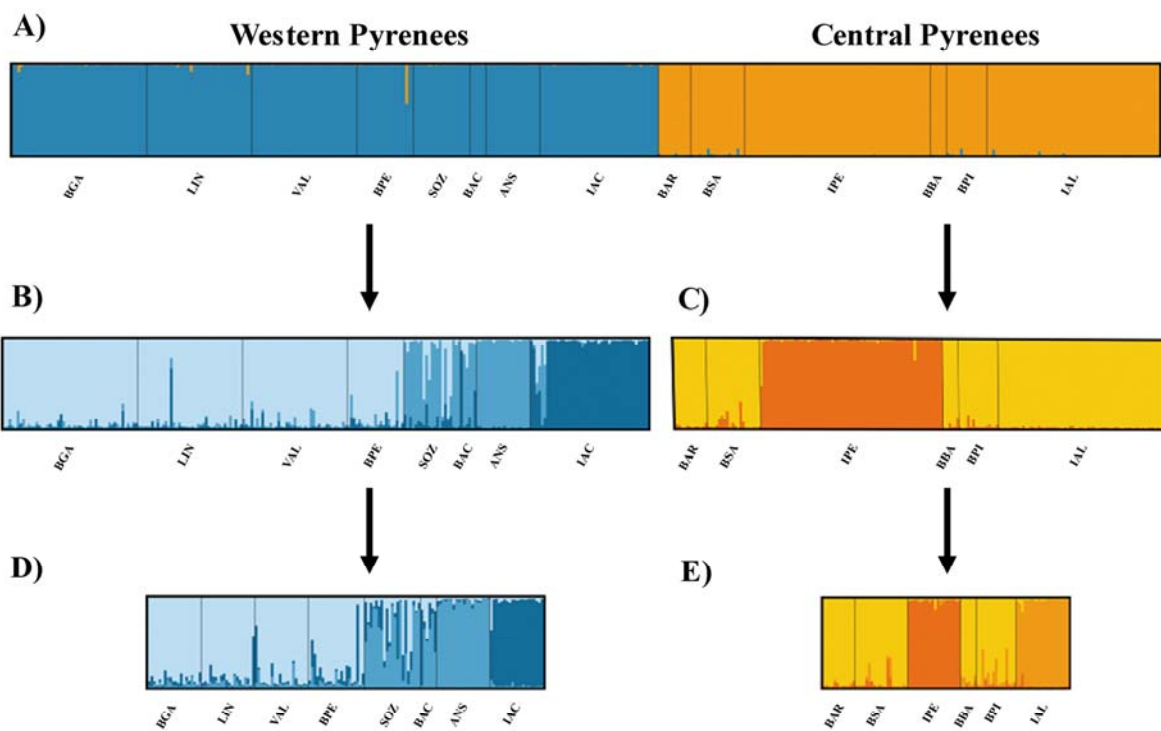 A)
Western Pyrenees Central Pyrenees
BGA LIN VAL BPE SOZ BAC ANS IAC BAR BSA IPE BBA BPI IAL
B) C)
BGA LIN VAL BPE SOZ BAC ANS IAC BAR BSA IPE BBA BPI IAL
D) E)
BGA LIN VAL BPE SOZ BAC ANS IAC BAR BSA IPE BBA BPI IAL